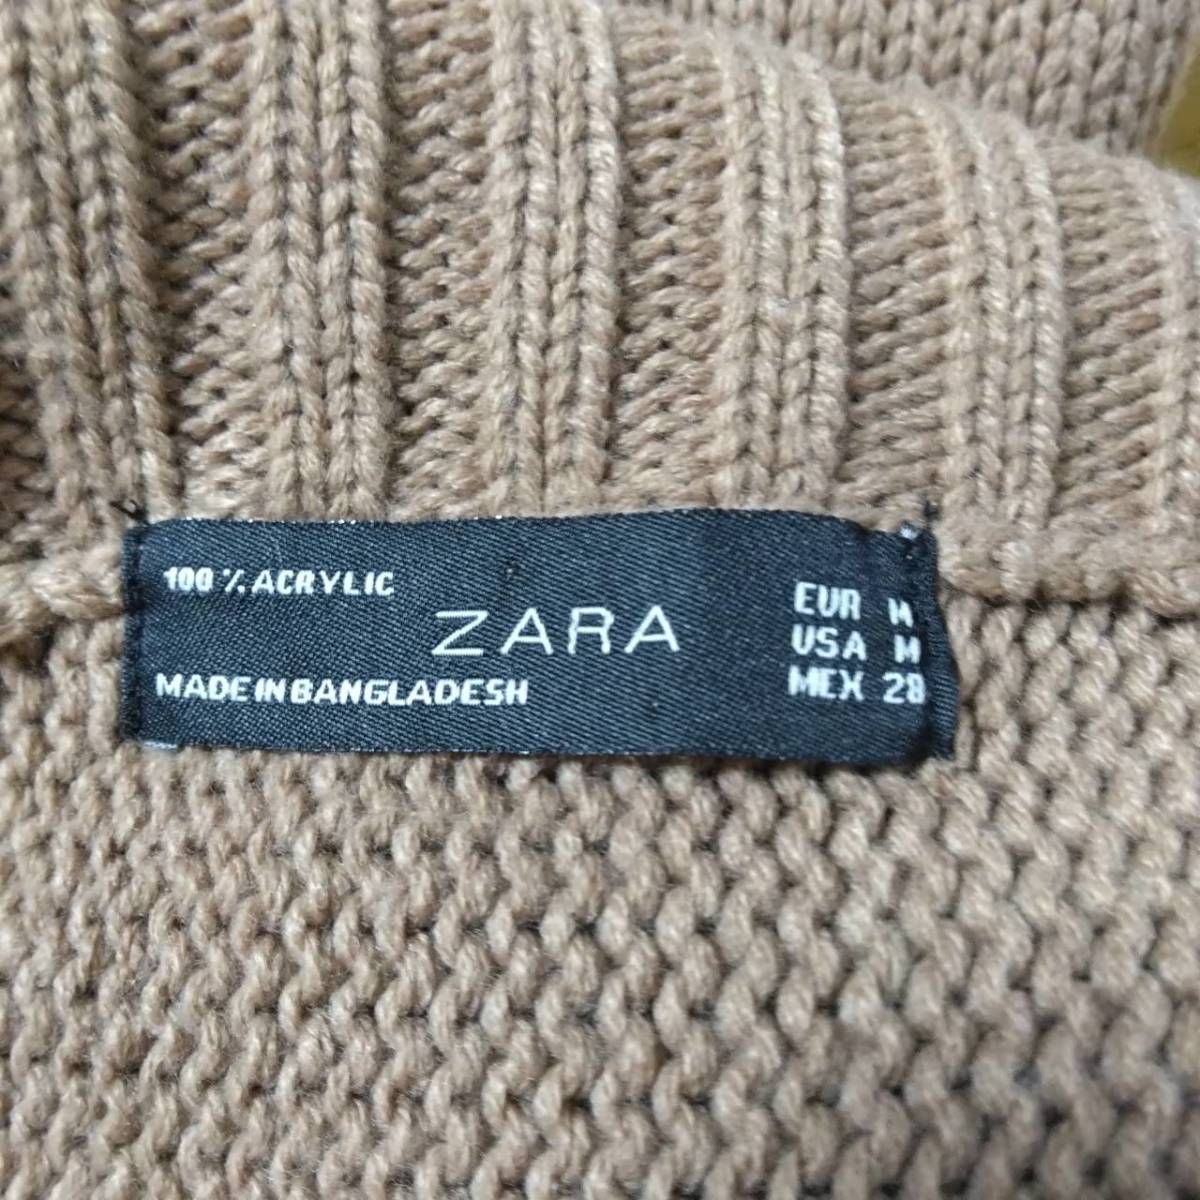 100% ACRYLIC
ZARA
MADE IN BANGLADESH
EUR M
USA M
MEX 28